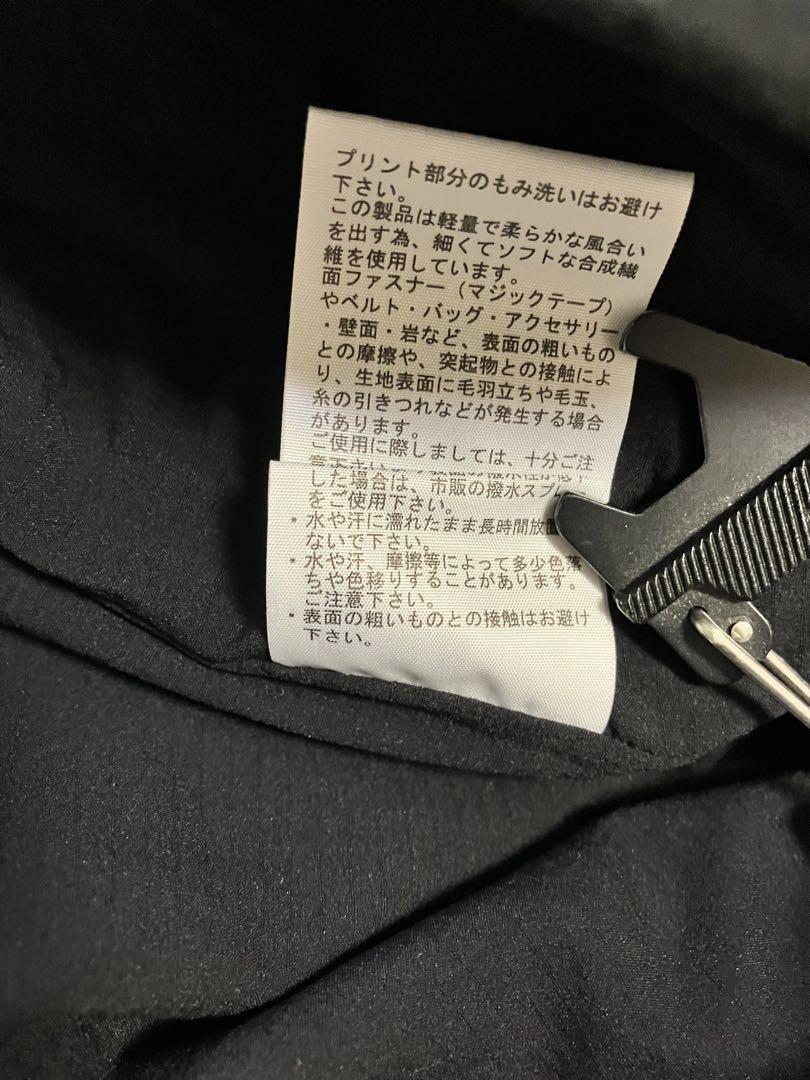 プリント部分のもみ洗いはお避け
下さい。
この製品は軽量で柔らかな風合い
を出す為、細くてソフトな合成繊
維を使用しています。
面ファスナー（マジックテープ）
やベルト・バッグ・アクセサリー
・壁面・岩など、表面の粗いもの
との摩擦や、突起物との接触によ
り、生地表面に毛羽立ちや毛玉、
糸の引きつれなどが発生する場合
があります。
ご使用に際しましては、十分ご注
した場合は、市販の撥水スプ
をご使用下さい。
・水や汗に濡れたまま長時間放置
ないで下さい。
・水や汗、摩擦等によって多少色落
ちや色移りすることがあります。
ご注意下さい。
・表面の粗いものとの接触はお避け
下さい。